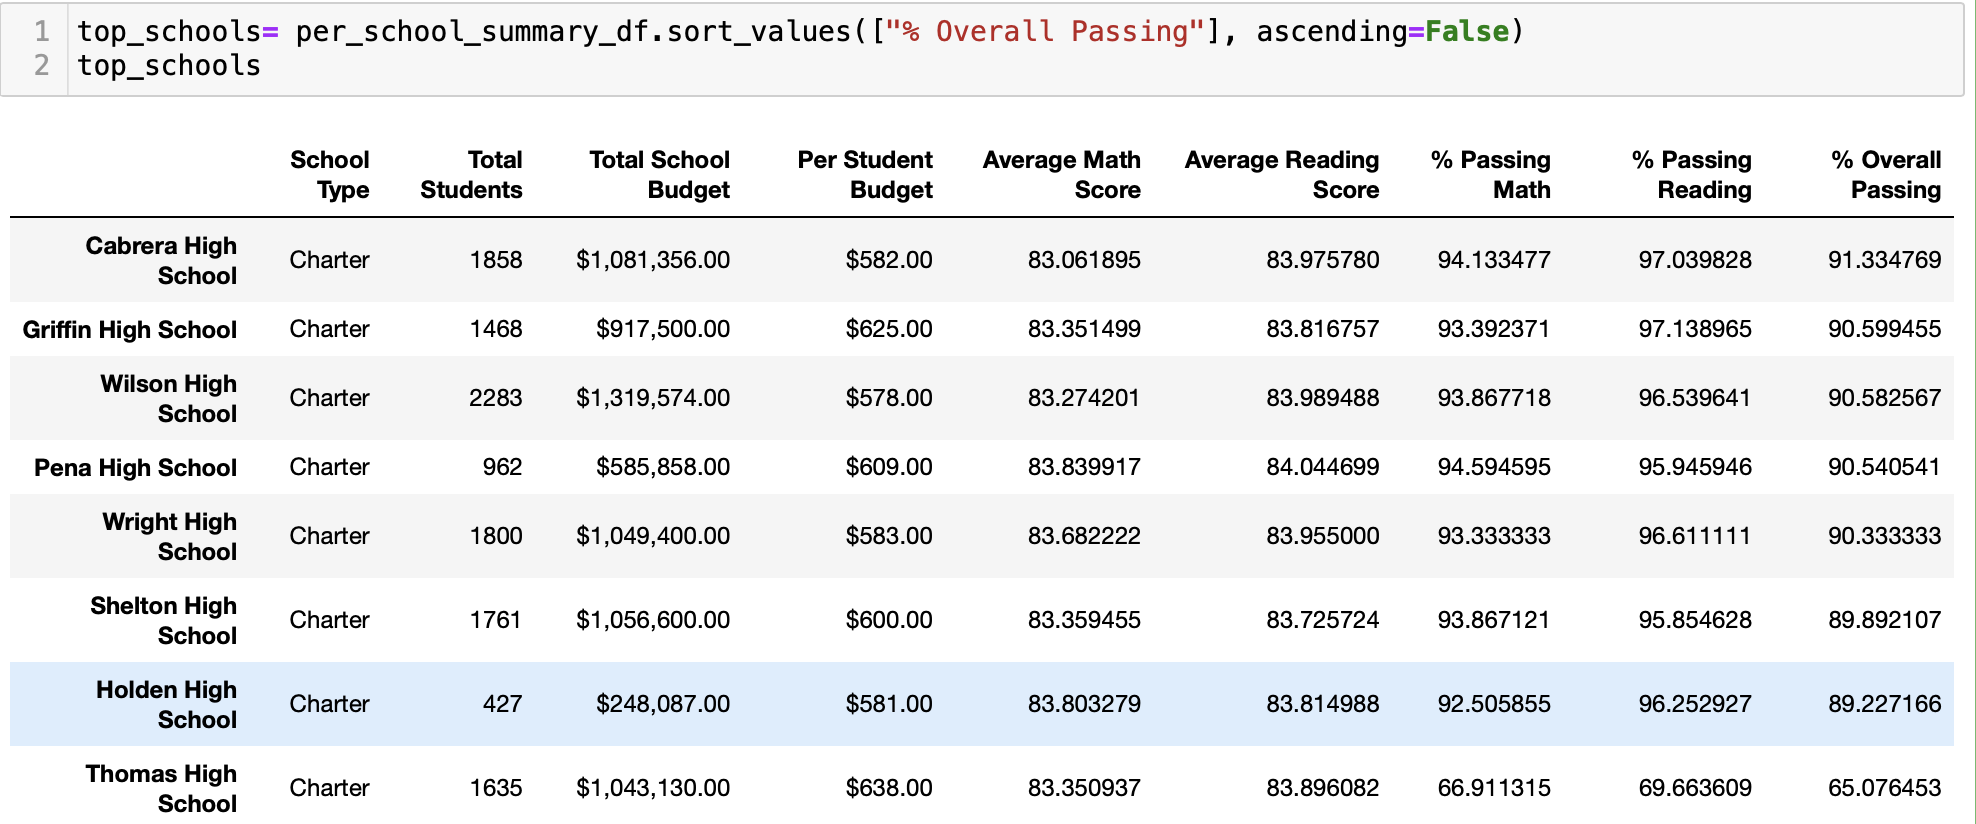 1 top_schools= per_school_summary_df.sort_values(["% Overall Passing"], ascending=False)
2 top_schools
School Type Total Students Total School Budget Per Student Budget Average Math Score Average Reading Score % Passing Math % Passing Reading % Overall Passing
Cabrera High School Charter 1858 $1,081,356.00 $582.00 83.061895 83.975780 94.133477 97.039828 91.334769
Griffin High School Charter 1468 $917,500.00 $625.00 83.351499 83.816757 93.392371 97.138965 90.599455
Wilson High School Charter 2283 $1,319,574.00 $578.00 83.274201 83.989488 93.867718 96.539641 90.582567
Pena High School Charter 962 $585,858.00 $609.00 83.839917 84.044699 94.594595 95.945946 90.540541
Wright High School Charter 1800 $1,049,400.00 $583.00 83.682222 83.955000 93.333333 96.611111 90.333333
Shelton High School Charter 1761 $1,056,600.00 $600.00 83.359455 83.725724 93.867121 95.854628 89.892107
Holden High School Charter 427 $248,087.00 $581.00 83.803279 83.814988 92.505855 96.252927 89.227166
Thomas High School Charter 1635 $1,043,130.00 $638.00 83.350937 83.896082 66.911315 69.663609 65.076453